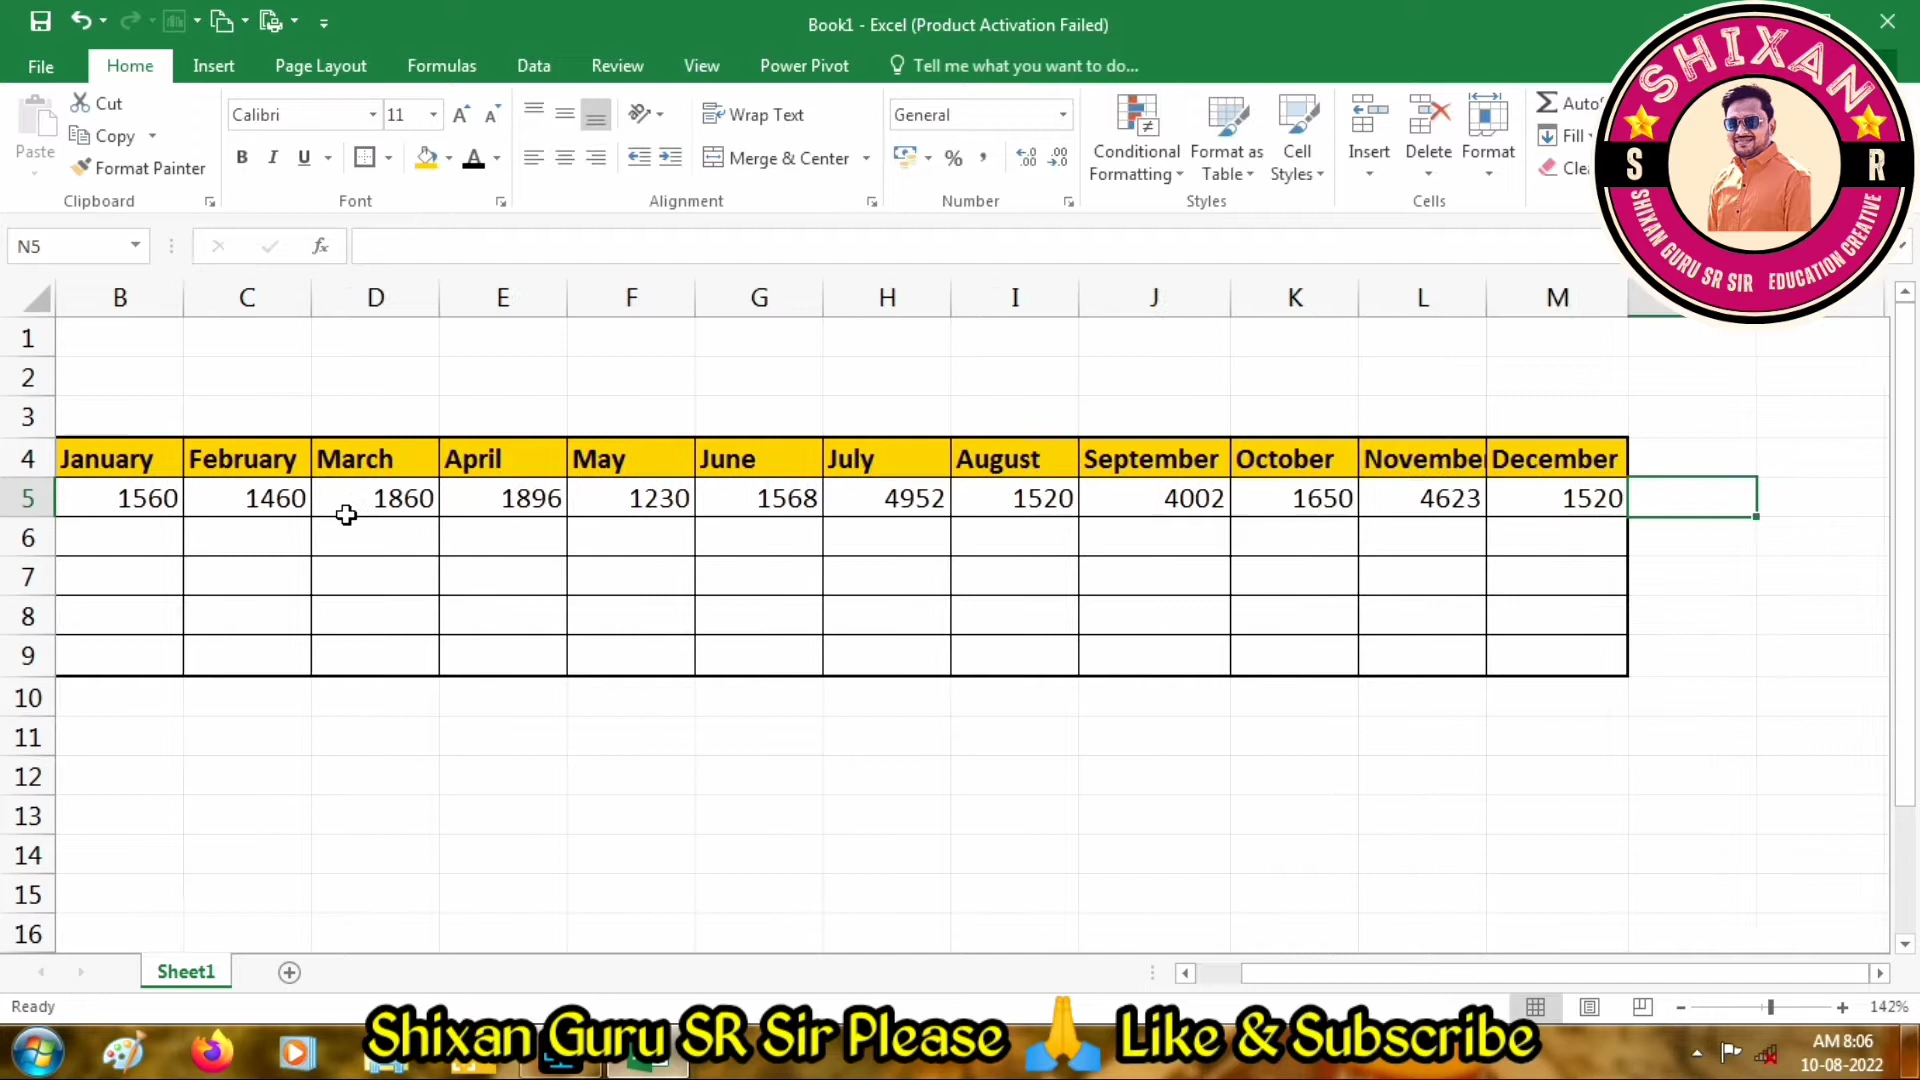 Book1 - Excel (Product Activation Failed)
File Home Insert Page Layout Formulas Data Review View Power Pivot Tell me what you want to do...
Paste
Cut
Copy
Format Painter
Clipboard
Calibri 11
B I U A
Font
Wrap Text
Merge & Center
Alignment
General
%
Number
Conditional Formatting
Format as Table
Cell Styles
Styles
Insert Delete Format
Cells
Auto
Fill
Cle
SHIXAN
S R
SHIXAN GURU SR SIR EDUCATION CREATIVE
N5 fx
B C D E F G H I J K L M
1
2
3
4 January February March April May June July August September October Novembe December
5 1560 1460 1860 1896 1230 1568 4952 1520 4002 1650 4623 1520
6
7
8
9
10
11
12
13
14
15
16
Sheet1
Ready 142%
Shixan Guru SR Sir Please 🙏 Like & Subscribe
AM 8:06
10-08-2022